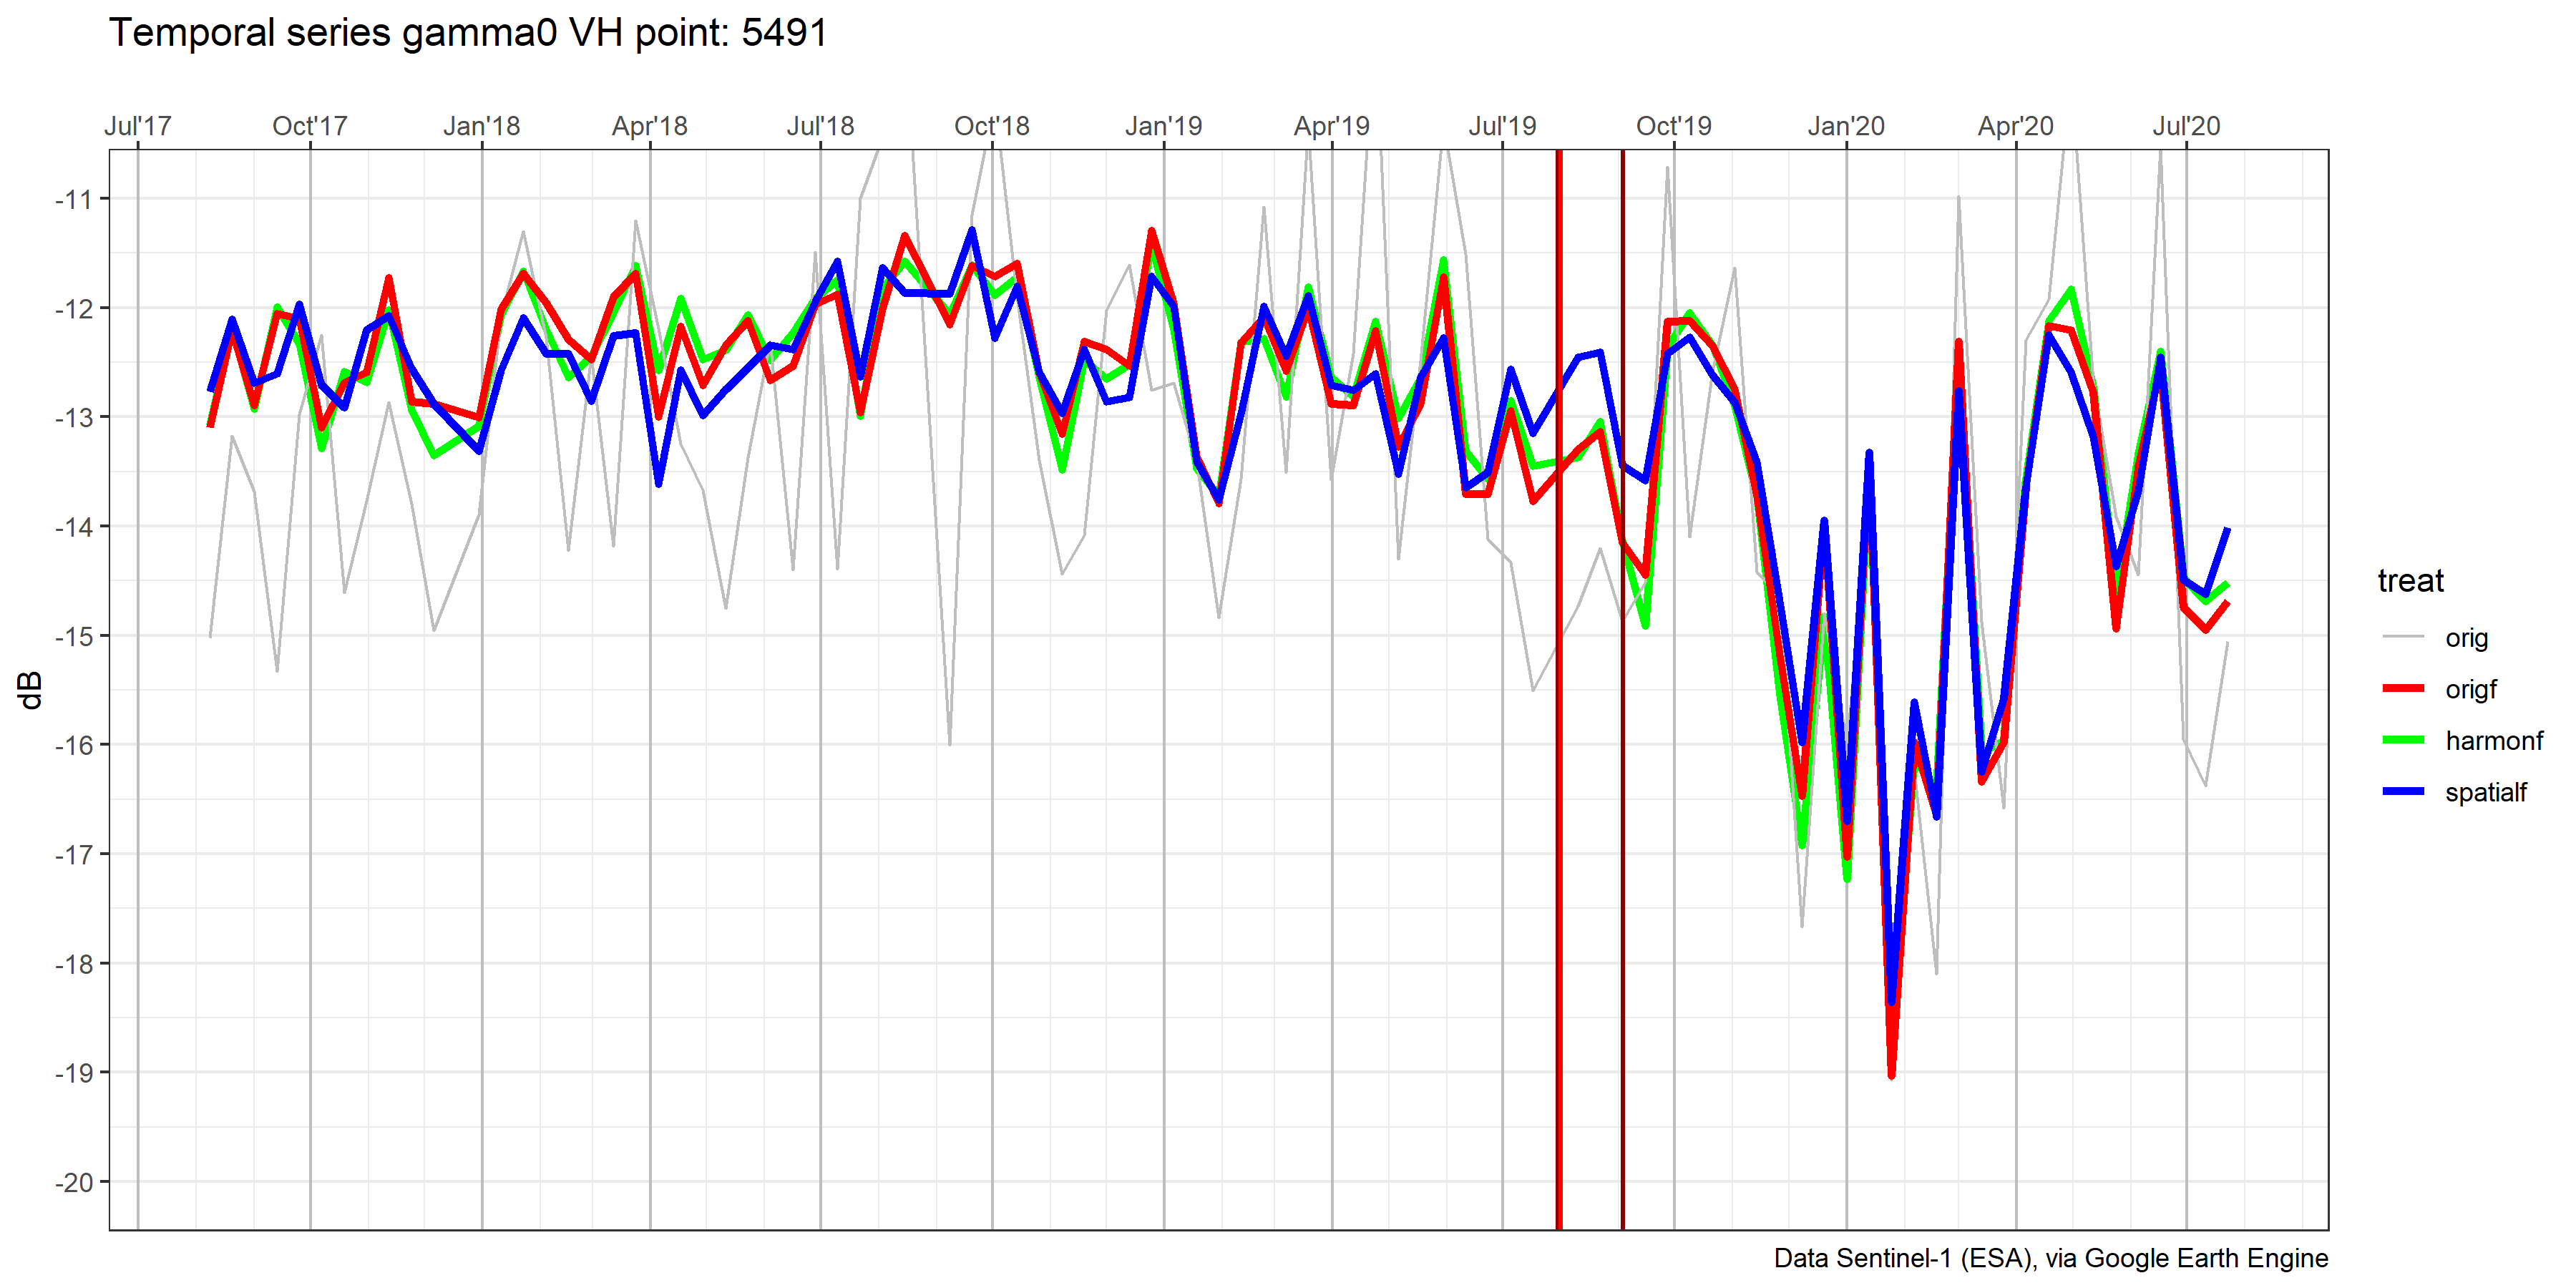 Temporal series gamma0 VH point: 5491
Jul'17 Oct'17 Jan'18 Apr'18 Jul'18 Oct'18 Jan'19 Apr'19 Jul'19 Oct'19 Jan'20 Apr'20 Jul'20
-11
-12
-13
-14
-15
-16
-17
-18
-19
-20
dB
treat
orig
origf
harmonf
spatialf
Data Sentinel-1 (ESA), via Google Earth Engine